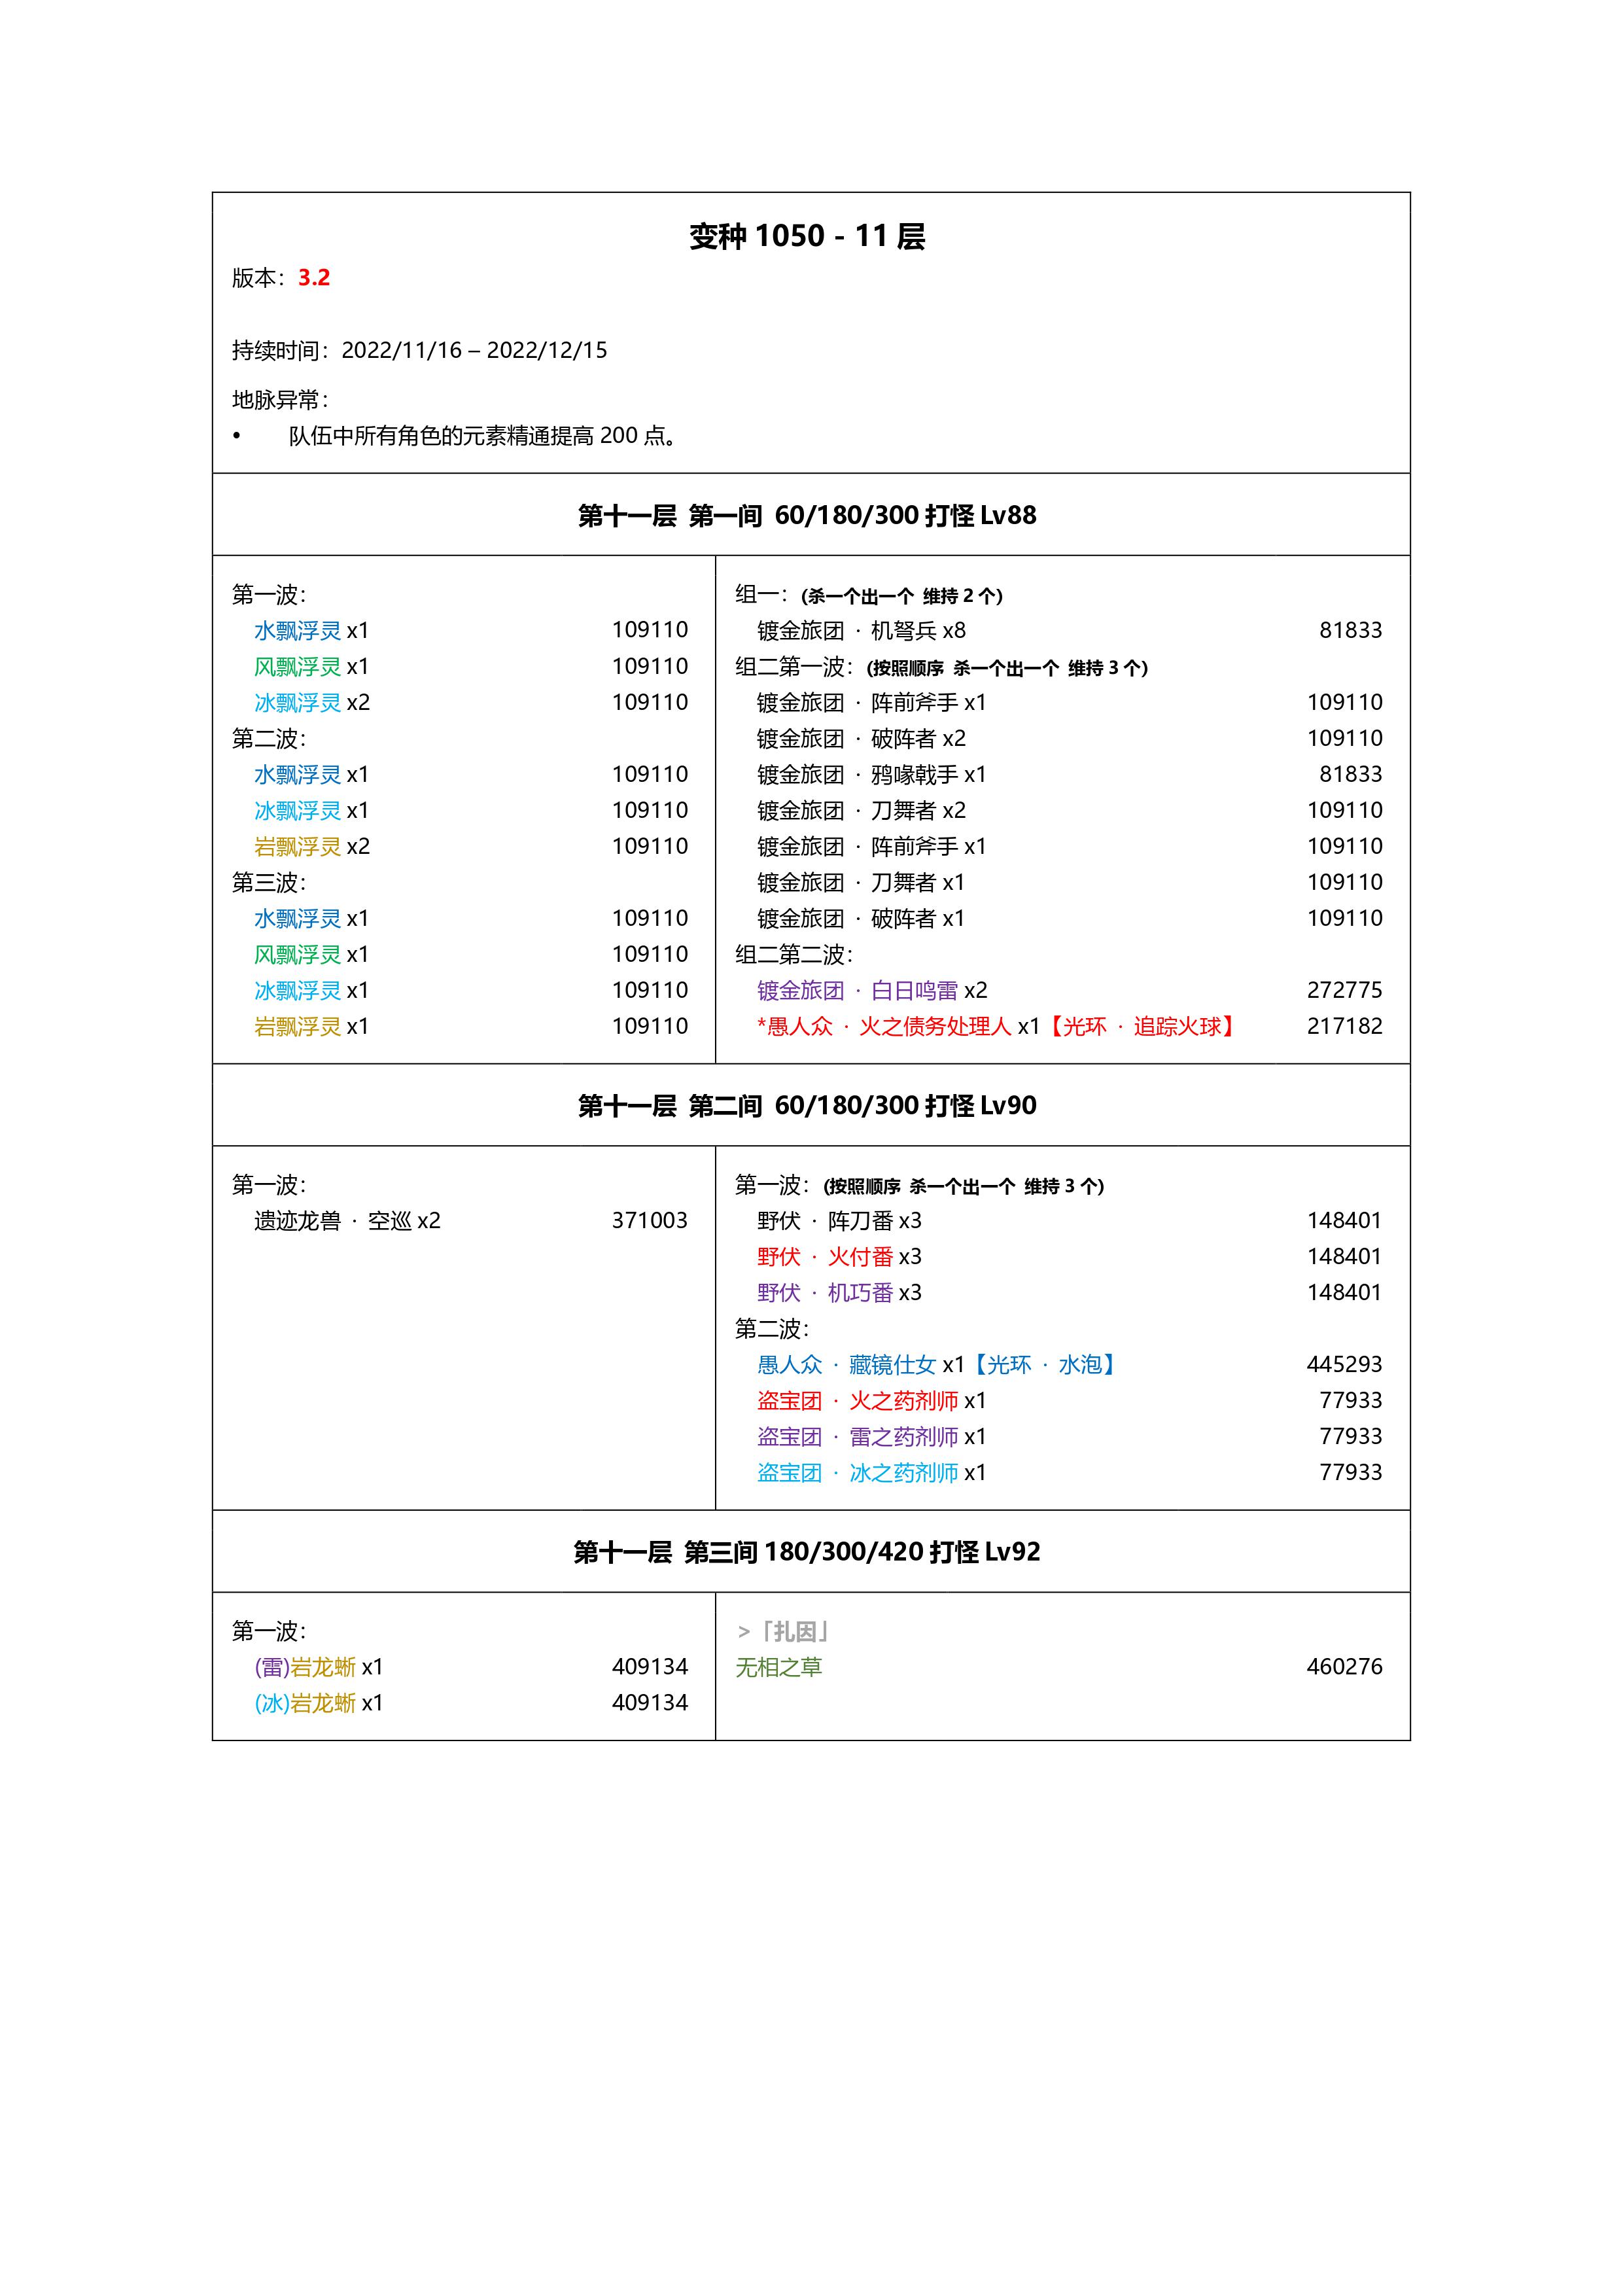 变种 1050 - 11 层
版本：3.2
持续时间：2022/11/16 – 2022/12/15
地脉异常：
• 队伍中所有角色的元素精通提高 200 点。
第十一层 第一间 60/180/300 打怪 Lv88
第一波：
水飘浮灵 x1 109110
风飘浮灵 x1 109110
冰飘浮灵 x2 109110
第二波：
水飘浮灵 x1 109110
冰飘浮灵 x1 109110
岩飘浮灵 x2 109110
第三波：
水飘浮灵 x1 109110
风飘浮灵 x1 109110
冰飘浮灵 x1 109110
岩飘浮灵 x1 109110
组一：(杀一个出一个 维持 2 个)
镀金旅团 · 机弩兵 x8 81833
组二第一波：(按照顺序 杀一个出一个 维持 3 个)
镀金旅团 · 阵前斧手 x1 109110
镀金旅团 · 破阵者 x2 109110
镀金旅团 · 鸦喙戟手 x1 81833
镀金旅团 · 刀舞者 x2 109110
镀金旅团 · 阵前斧手 x1 109110
镀金旅团 · 刀舞者 x1 109110
镀金旅团 · 破阵者 x1 109110
组二第二波：
镀金旅团 · 白日鸣雷 x2 272775
*愚人众 · 火之债务处理人 x1【光环 · 追踪火球】 217182
第十一层 第二间 60/180/300 打怪 Lv90
第一波：
遗迹龙兽 · 空巡 x2 371003
第一波：(按照顺序 杀一个出一个 维持 3 个)
野伏 · 阵刀番 x3 148401
野伏 · 火付番 x3 148401
野伏 · 机巧番 x3 148401
第二波：
愚人众 · 藏镜仕女 x1【光环 · 水泡】 445293
盗宝团 · 火之药剂师 x1 77933
盗宝团 · 雷之药剂师 x1 77933
盗宝团 · 冰之药剂师 x1 77933
第十一层 第三间 180/300/420 打怪 Lv92
第一波：
(雷)岩龙蜥 x1 409134
(冰)岩龙蜥 x1 409134
>「扎因」
无相之草 460276